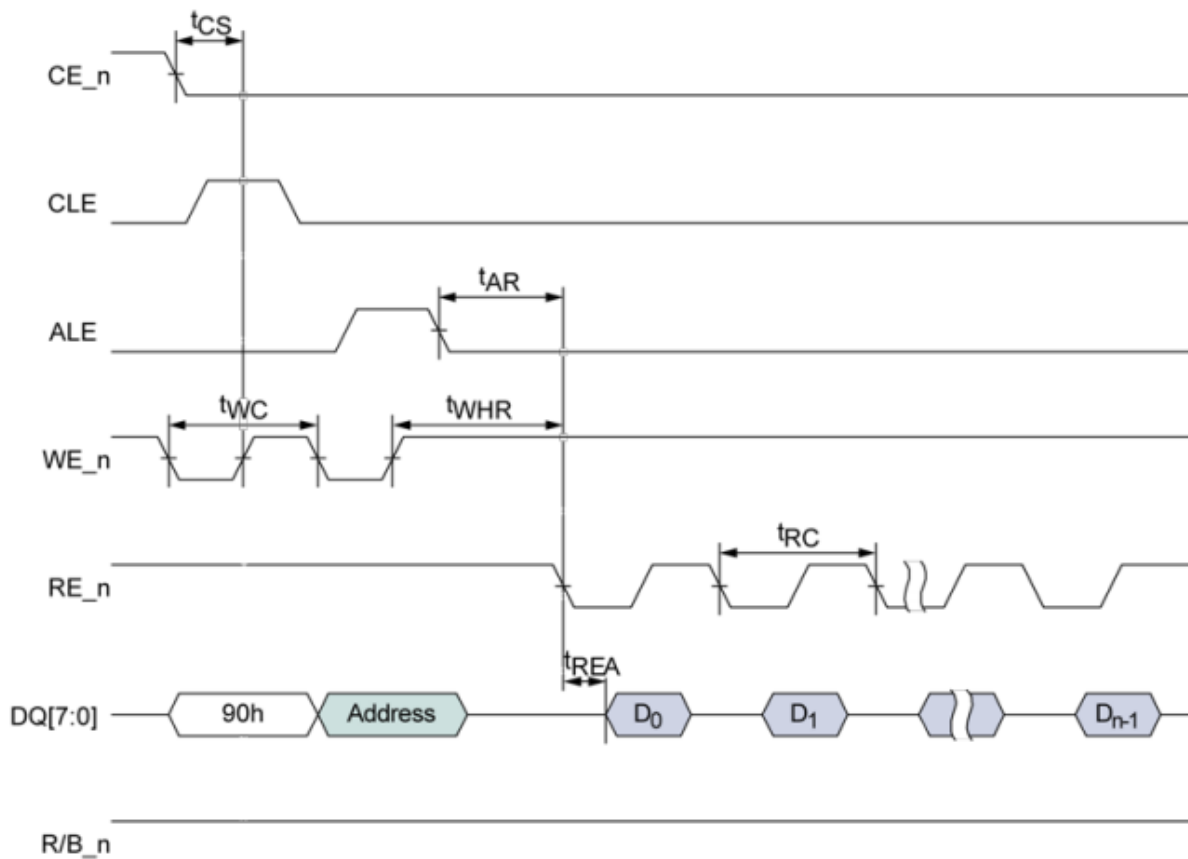 tCS
CE_n
CLE
tAR
ALE
tWC tWHR
WE_n
tRC
RE_n
tREA
DQ[7:0] 90h Address D0 D1 Dn-1
R/B_n